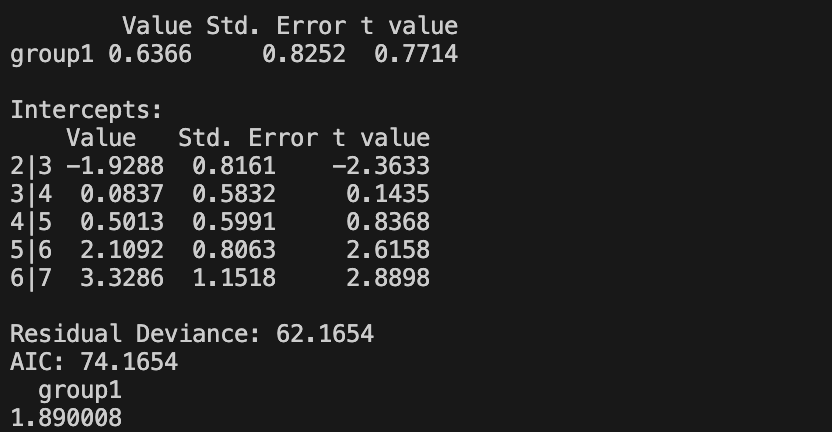 Value Std. Error t value
group1 0.6366 0.8252 0.7714
Intercepts:
Value Std. Error t value
2|3 -1.9288 0.8161 -2.3633
3|4 0.0837 0.5832 0.1435
4|5 0.5013 0.5991 0.8368
5|6 2.1092 0.8063 2.6158
6|7 3.3286 1.1518 2.8898
Residual Deviance: 62.1654
AIC: 74.1654
group1
1.890008